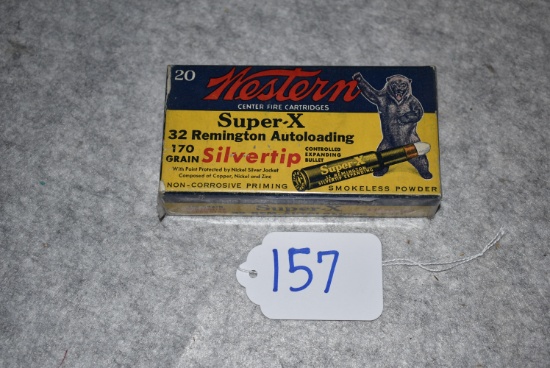 20
Western
CENTER FIRE CARTRIDGES
Super-X
32 Remington Autoloading
170
GRAIN
Silvertip
CONTROLLED
EXPANDING
BULLET
With Point Protected by Nickel Silver Jacket
Composed of Copper, Nickel and Zinc
Super-X
NON-CORROSIVE PRIMING
SMOKELESS POWDER
157